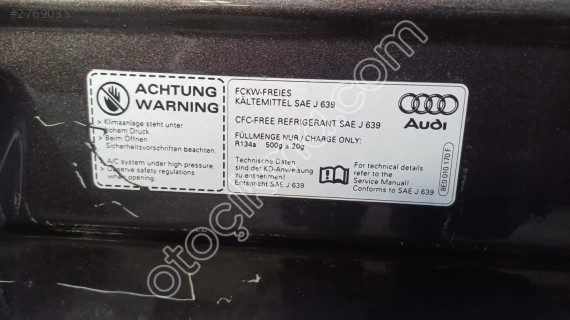 #2769033
ACHTUNG
WARNING
> Klimaanlage steht unter
hohem Druck.
> Beim Öffnen
Sicherheitsvorschriften beachten.
A/C system under high pressure
> Observe safety regulations
when opening.
FCKW-FREIES
KÄLTEMITTEL SAE J 639
CFC-FREE REFRIGERANT SAE J 639
FÜLLMENGE NUR / CHARGE ONLY:
R134a 500g ± 20g
Technische Daten
sind der KD-Anweisung
zu entnehmen!
Entspricht SAE J 639
For technical details
refer to the
Service Manual!
Conforms to SAE J 639
Audi
8E0 010 170 F